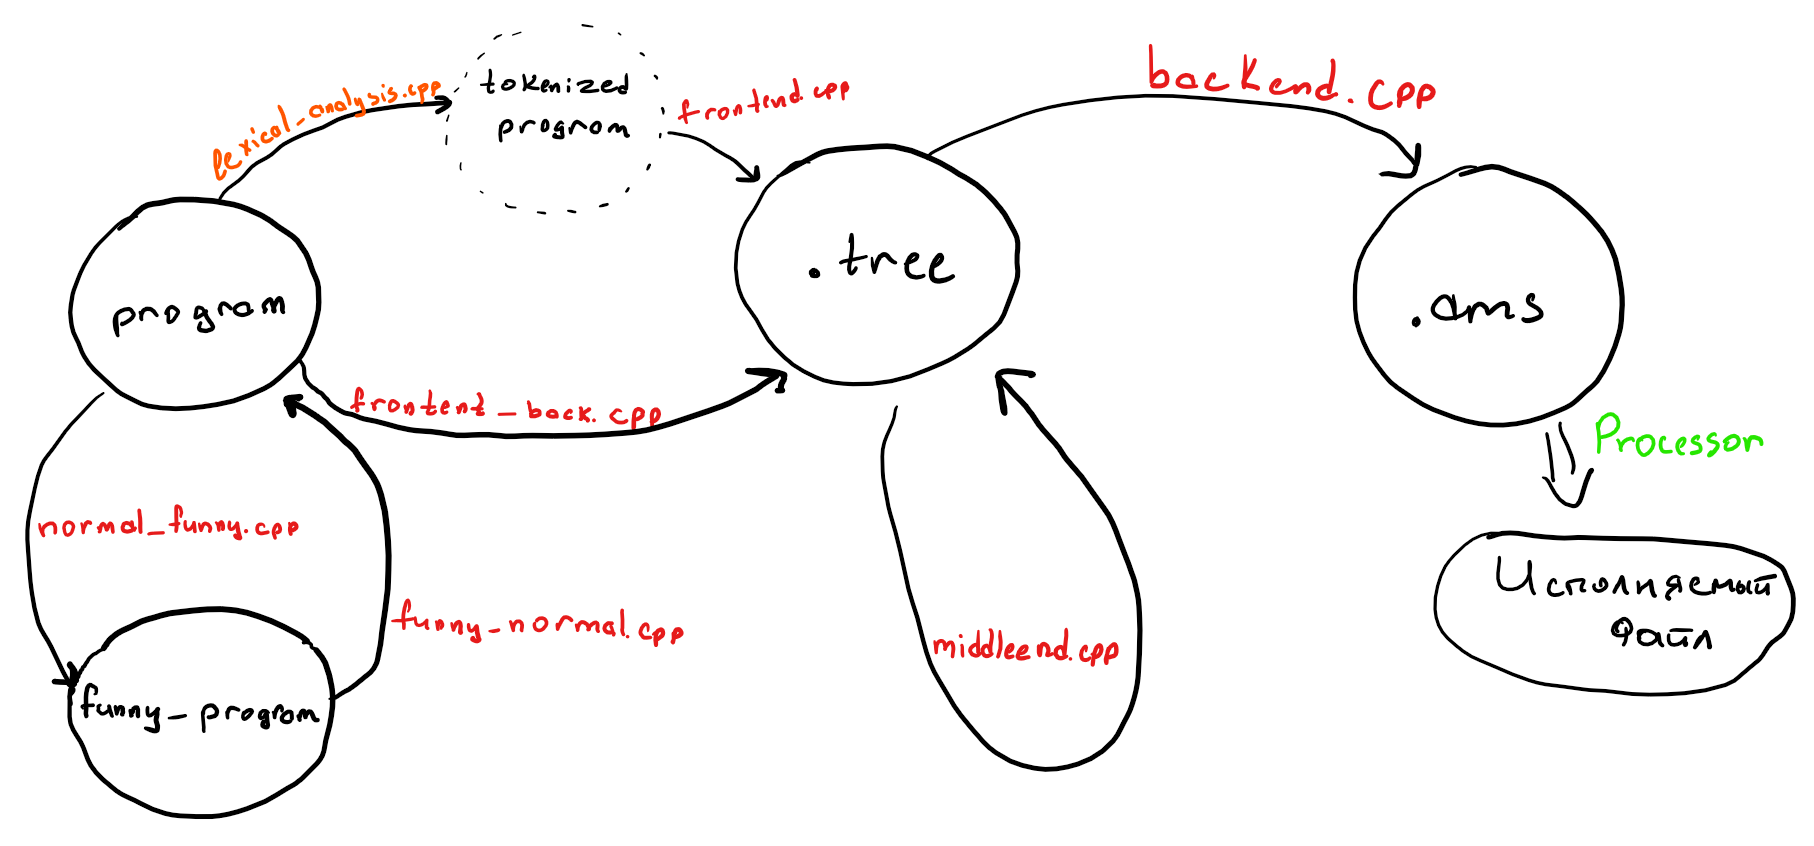 lexical_analysis.cpp
tokenized
program
frontend.cpp
backend.cpp
program
.tree
.ams
frontent_back.cpp
Processor
normal_funny.cpp
funny_normal.cpp
middleend.cpp
Исполняемый
файл
funny_program